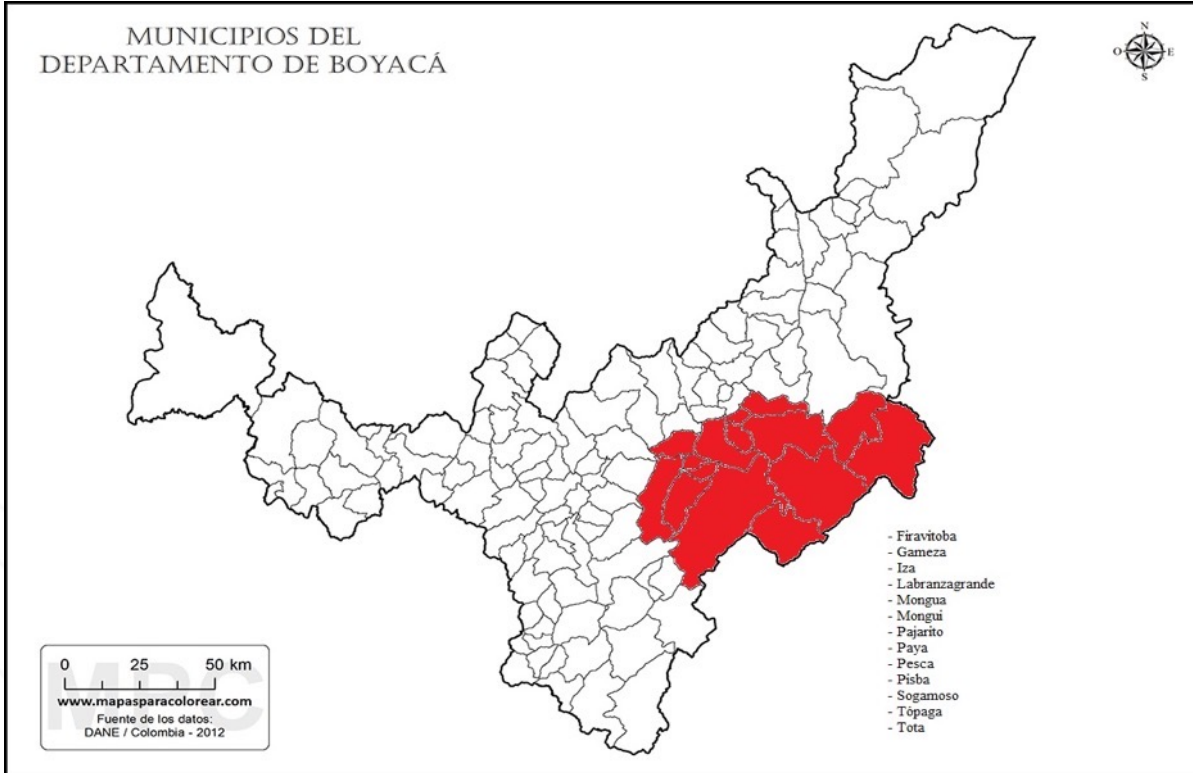 MUNICIPIOS DEL
DEPARTAMENTO DE BOYACÁ
N
O E
S
- Firavitoba
- Gameza
- Iza
- Labranzagrande
- Mongua
- Mongui
- Pajarito
- Paya
- Pesca
- Pisba
- Sogamoso
- Tòpaga
- Tota
0 25 50 km
MPC
www.mapasparacolorear.com
Fuente de los datos:
DANE / Colombia - 2012